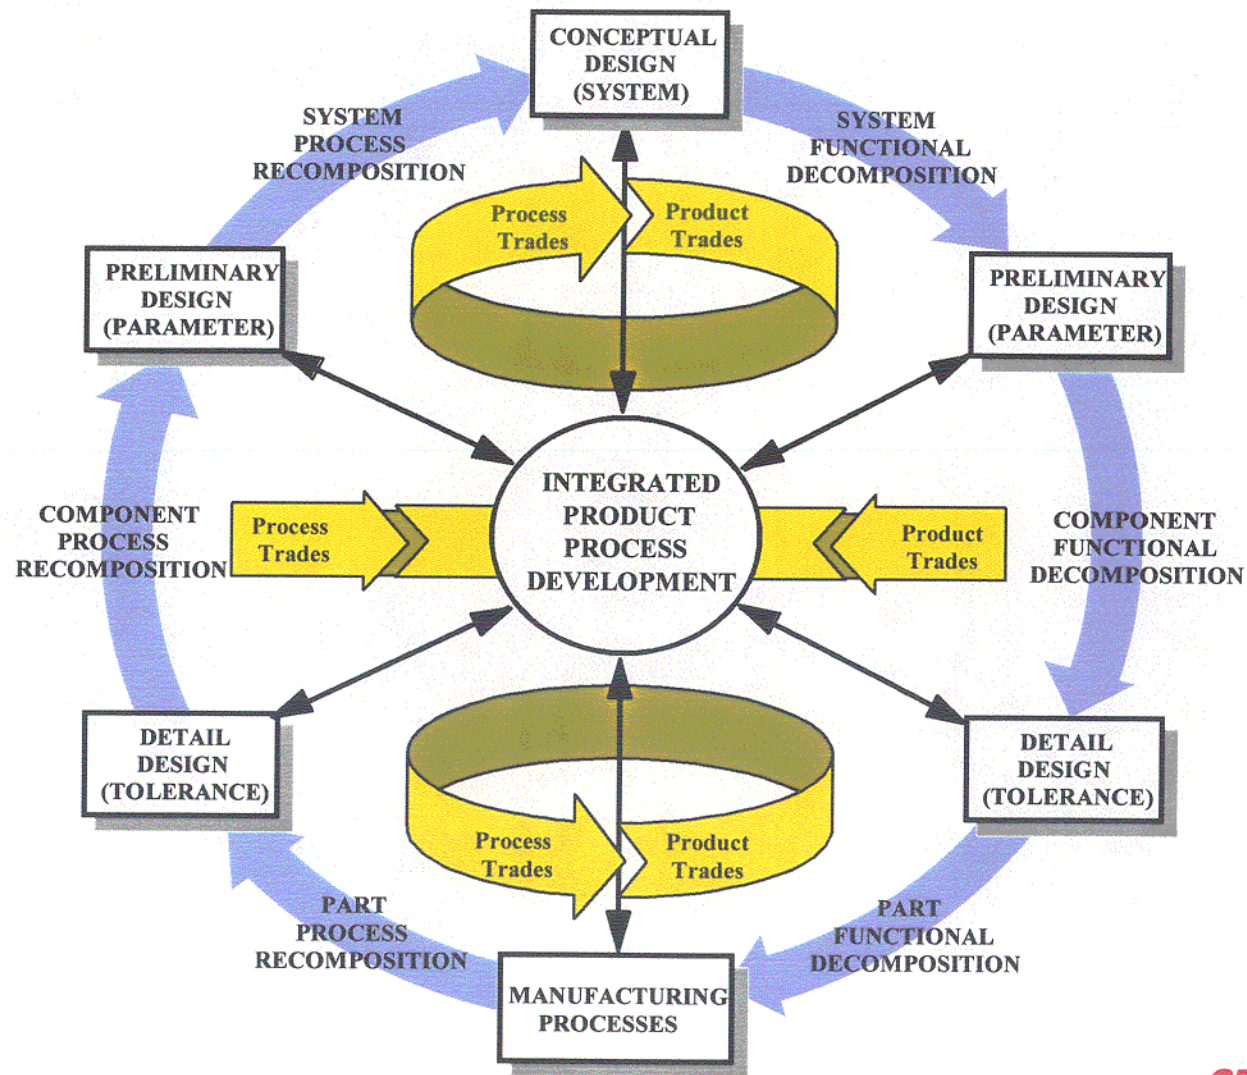 CONCEPTUAL
DESIGN
(SYSTEM)
SYSTEM
PROCESS
RECOMPOSITION
SYSTEM
FUNCTIONAL
DECOMPOSITION
Process
Trades
Product
Trades
PRELIMINARY
DESIGN
(PARAMETER)
PRELIMINARY
DESIGN
(PARAMETER)
INTEGRATED
PRODUCT
PROCESS
DEVELOPMENT
COMPONENT
PROCESS
RECOMPOSITION
Process
Trades
Product
Trades
COMPONENT
FUNCTIONAL
DECOMPOSITION
DETAIL
DESIGN
(TOLERANCE)
DETAIL
DESIGN
(TOLERANCE)
Process
Trades
Product
Trades
PART
PROCESS
RECOMPOSITION
PART
FUNCTIONAL
DECOMPOSITION
MANUFACTURING
PROCESSES